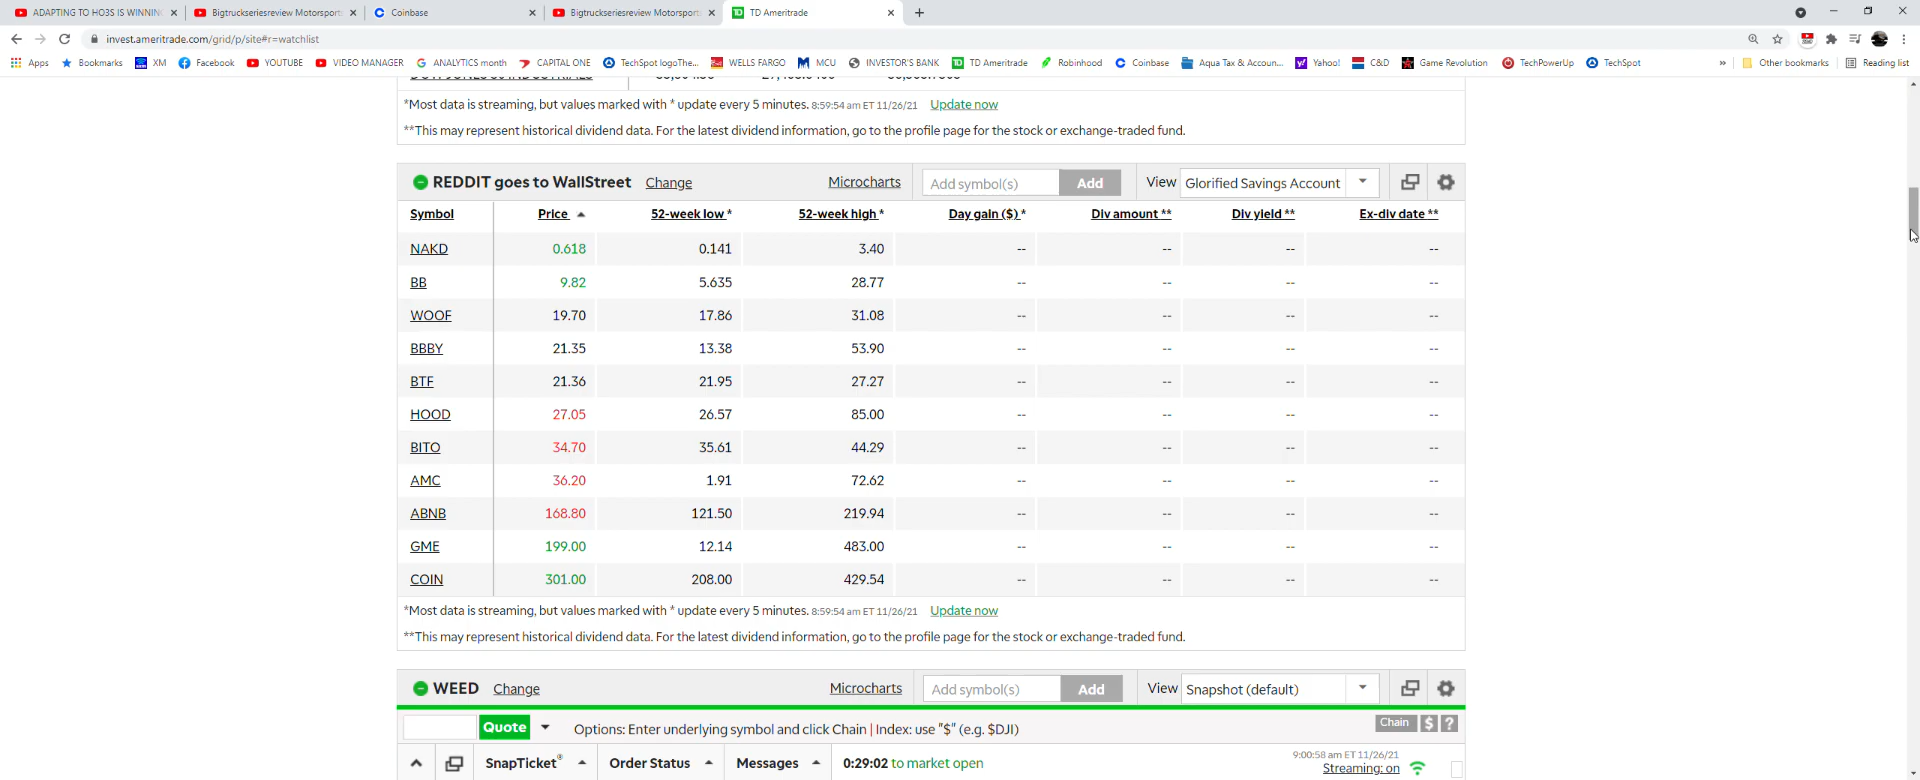 ADAPTING TO HO3S IS WINNIN
Bigtruckseriesreview Motorsport
Coinbase
Bigtruckseriesreview Motorsport
TD Ameritrade
invest.ameritrade.com/grid/p/site#r=watchlist
Apps Bookmarks XM Facebook YOUTUBE VIDEO MANAGER ANALYTICS month CAPITAL ONE TechSpot logoThe... WELLS FARGO MCU INVESTOR'S BANK TD Ameritrade Robinhood Coinbase Aqua Tax & Accoun... Yahoo! C&D Game Revolution TechPowerUp TechSpot » Other bookmarks Reading list
*Most data is streaming, but values marked with * update every 5 minutes. 8:59:54 am ET 11/26/21 Update now
**This may represent historical dividend data. For the latest dividend information, go to the profile page for the stock or exchange-traded fund.
REDDIT goes to WallStreet Change Microcharts Add symbol(s) Add View Glorified Savings Account
Symbol Price 52-week low * 52-week high * Day gain ($) * Div amount ** Div yield ** Ex-div date **
NAKD 0.618 0.141 3.40 -- -- -- --
BB 9.82 5.635 28.77 -- -- -- --
WOOF 19.70 17.86 31.08 -- -- -- --
BBBY 21.35 13.38 53.90 -- -- -- --
BTF 21.36 21.95 27.27 -- -- -- --
HOOD 27.05 26.57 85.00 -- -- -- --
BITO 34.70 35.61 44.29 -- -- -- --
AMC 36.20 1.91 72.62 -- -- -- --
ABNB 168.80 121.50 219.94 -- -- -- --
GME 199.00 12.14 483.00 -- -- -- --
COIN 301.00 208.00 429.54 -- -- -- --
*Most data is streaming, but values marked with * update every 5 minutes. 8:59:54 am ET 11/26/21 Update now
**This may represent historical dividend data. For the latest dividend information, go to the profile page for the stock or exchange-traded fund.
WEED Change Microcharts Add symbol(s) Add View Snapshot (default)
Quote Options: Enter underlying symbol and click Chain | Index: use "$" (e.g. $DJI) Chain $ ?
SnapTicket® Order Status Messages 0:29:02 to market open
9:00:58 am ET 11/26/21
Streaming: on